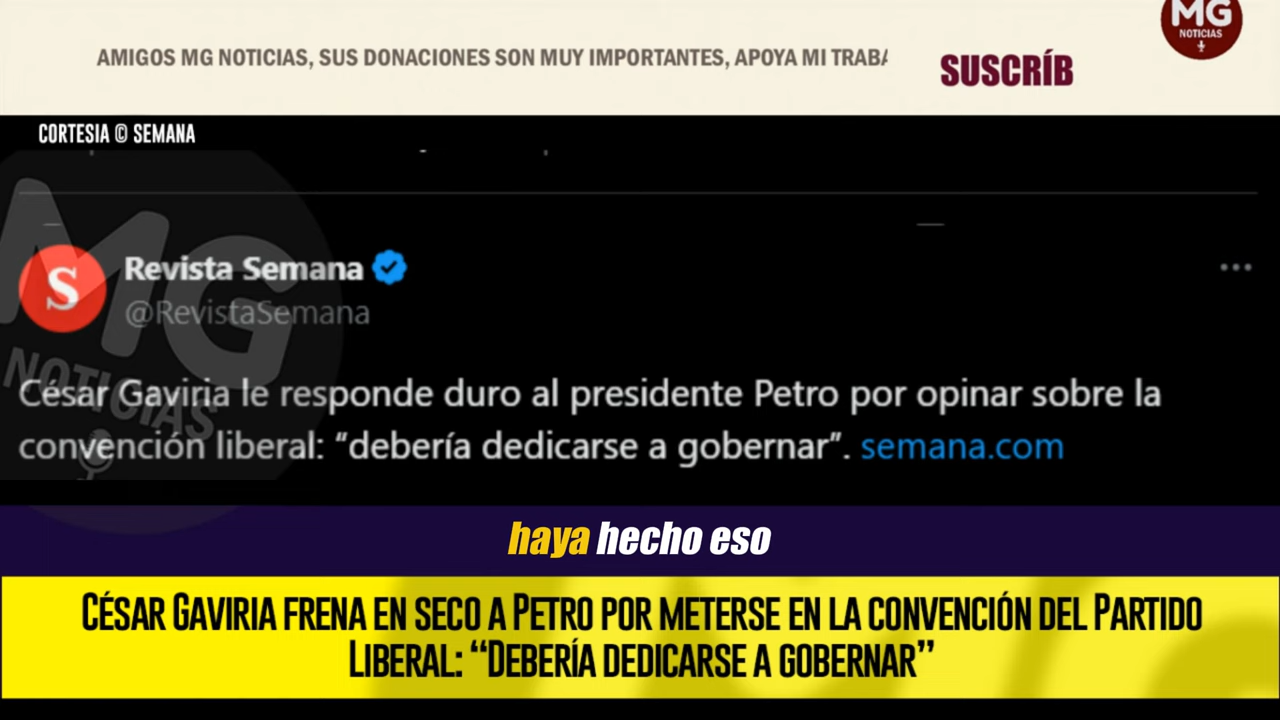 AMIGOS MG NOTICIAS, SUS DONACIONES SON MUY IMPORTANTES, APOYA MI TRABA
SUSCRÍB
MG
NOTICIAS
CORTESIA © SEMANA
Revista Semana
@RevistaSemana
S
MG
NOTICIAS
César Gaviria le responde duro al presidente Petro por opinar sobre la
convención liberal: “debería dedicarse a gobernar”. semana.com
haya hecho eso
CÉSAR GAVIRIA FRENA EN SECO A PETRO POR METERSE EN LA CONVENCIÓN DEL PARTIDO
LIBERAL: “DEBERÍA DEDICARSE A GOBERNAR”